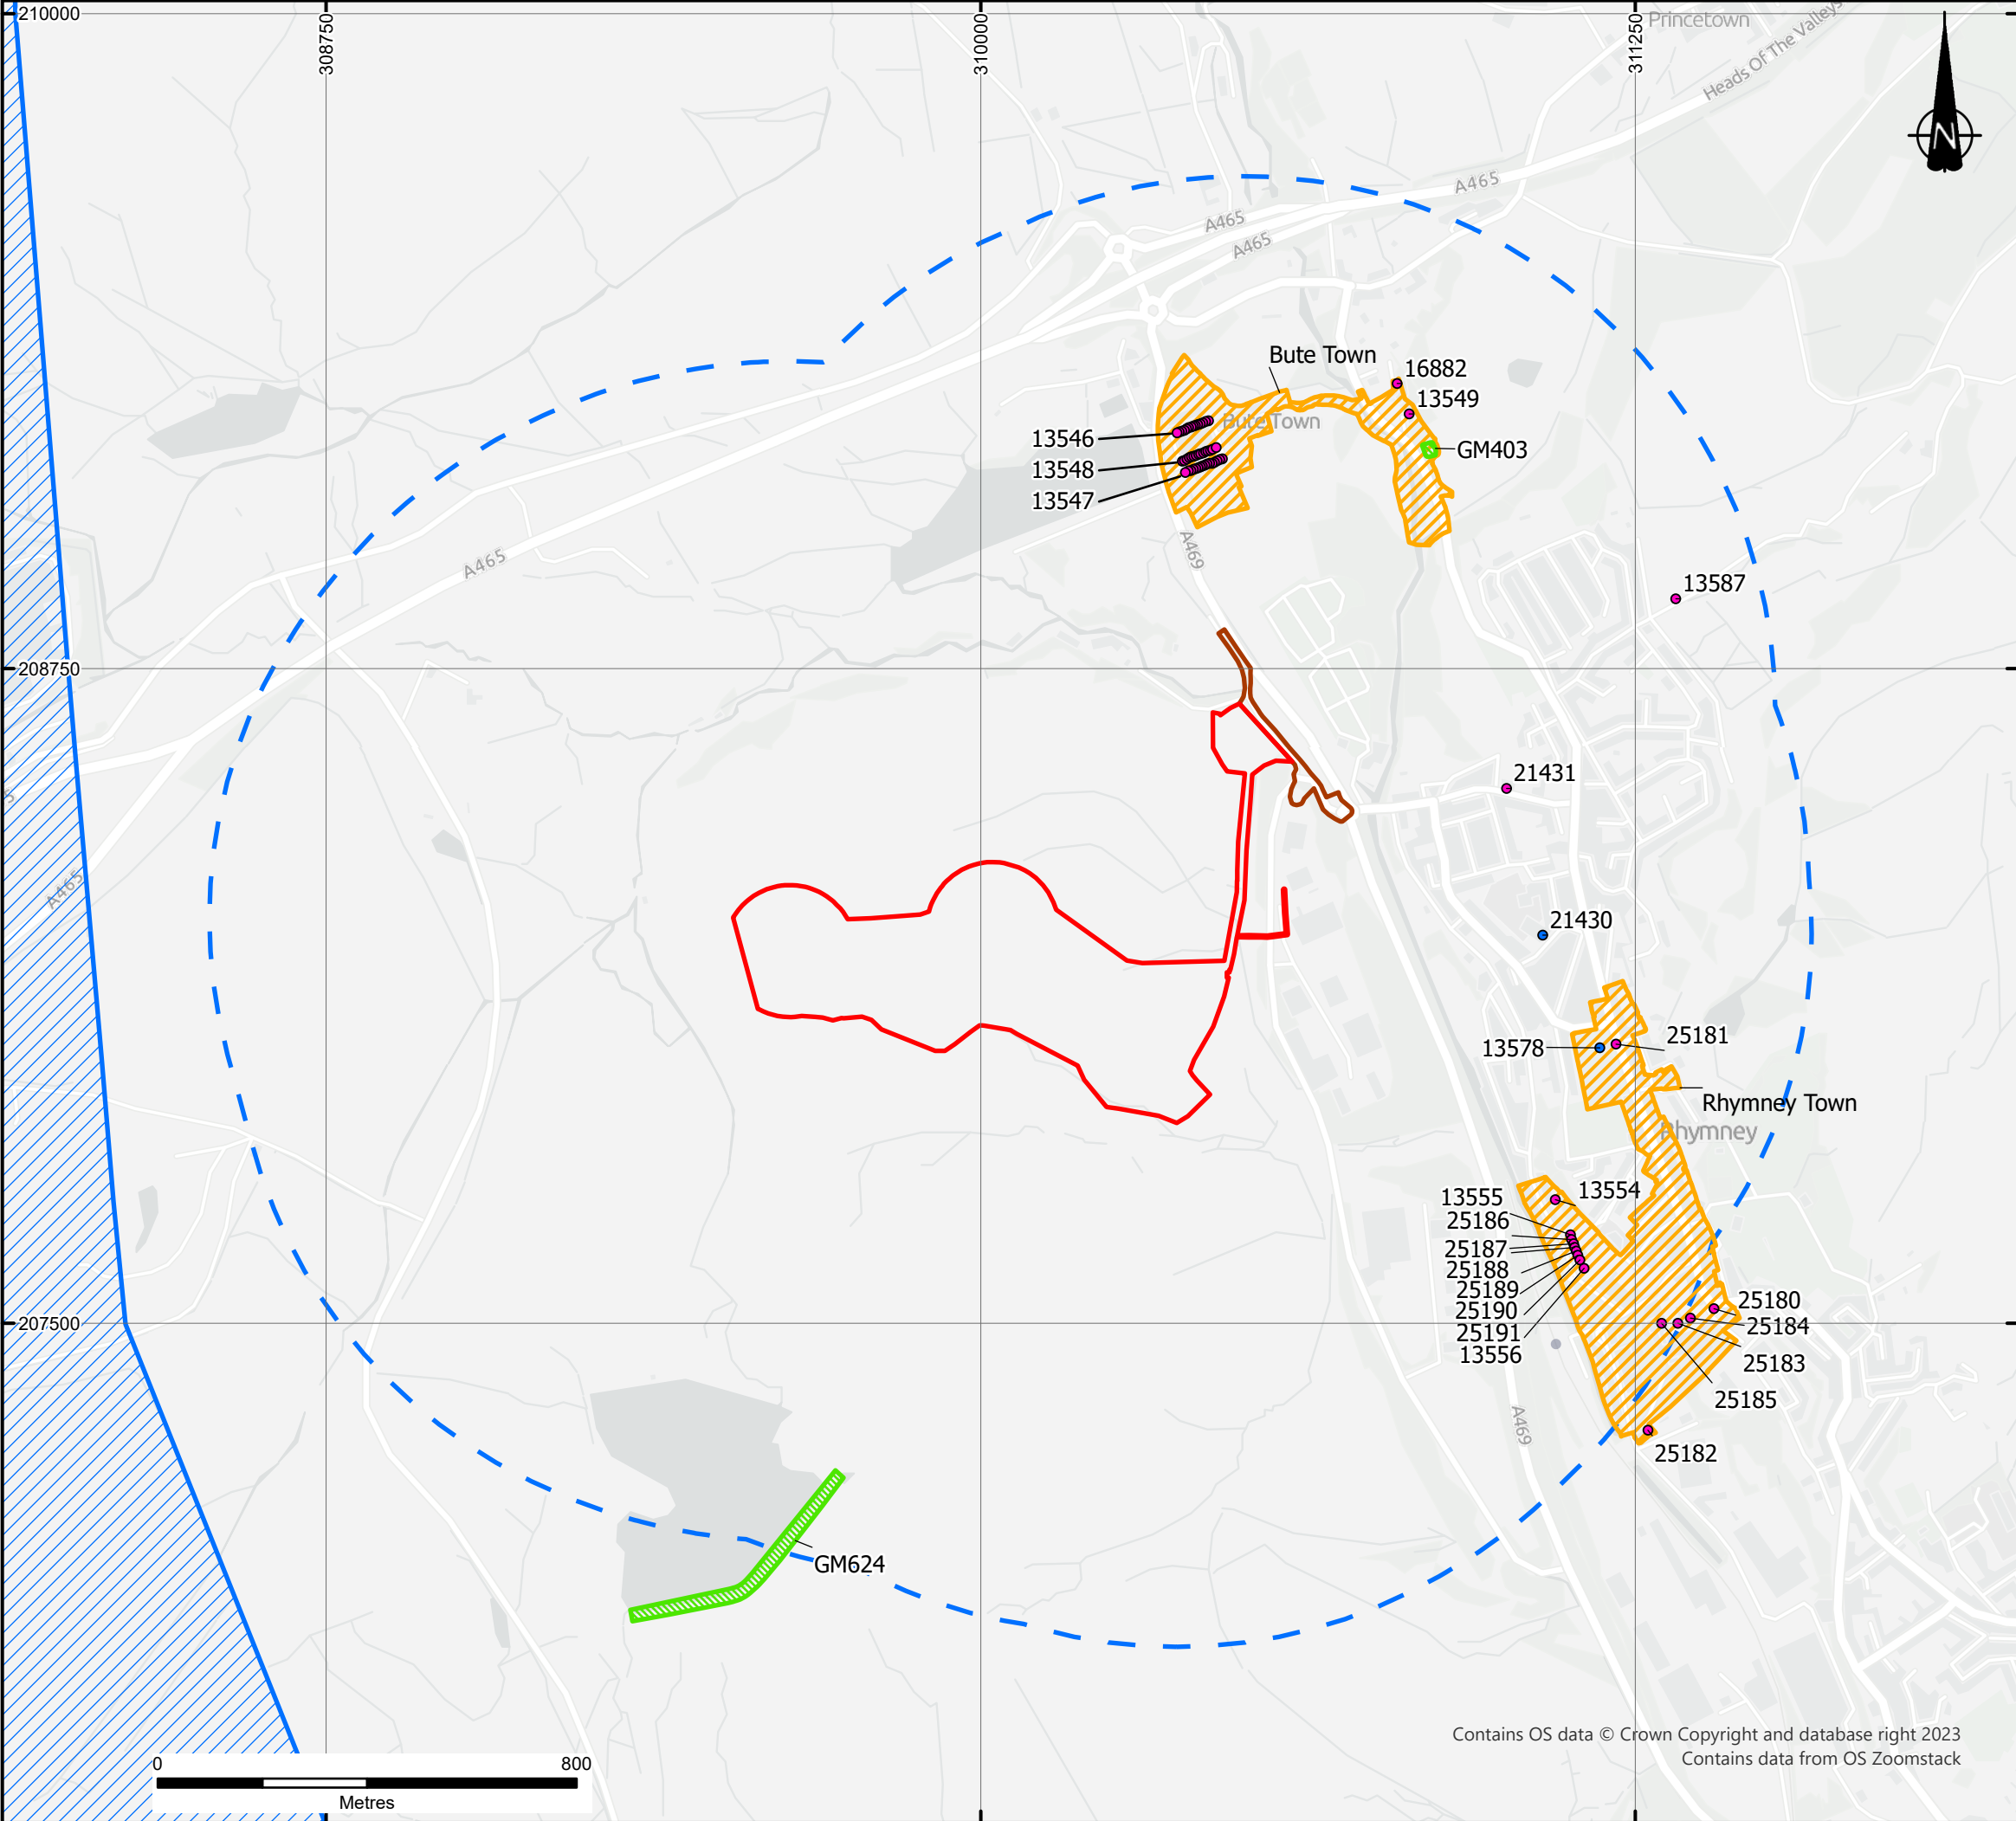 210000
308750
310000
311250
Princetown
Heads Of The Valleys
N
A465
A465
A465
Bute Town
16882
13549
Bute Town
13546
GM403
13548
13547
A469
A465
13587
208750
21431
A465
21430
25181
13578
Rhymney Town
Rhymney
13554
13555
25186
25187
25188
25189
25190
25191
13556
25180
25184
25183
25185
207500
A469
25182
GM624
Contains OS data © Crown Copyright and database right 2023
Contains data from OS Zoomstack
0 800
Metres